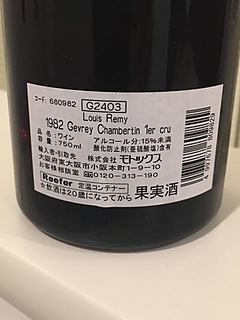 コード: 680982 G2403
Louis Remy
1982 Gevrey Chambertin 1er cru
品名:ワイン アルコール分:15%未満
容量:750ml 酸化防止剤(亜硫酸塩)含有
輸入者・引取先 株式会社 モトックス
大阪府東大阪市小阪本町1-6-20
お客様相談室 0120-313-190
Reefer 定温コンテナー 果実酒
☆飲酒は20歳になってから